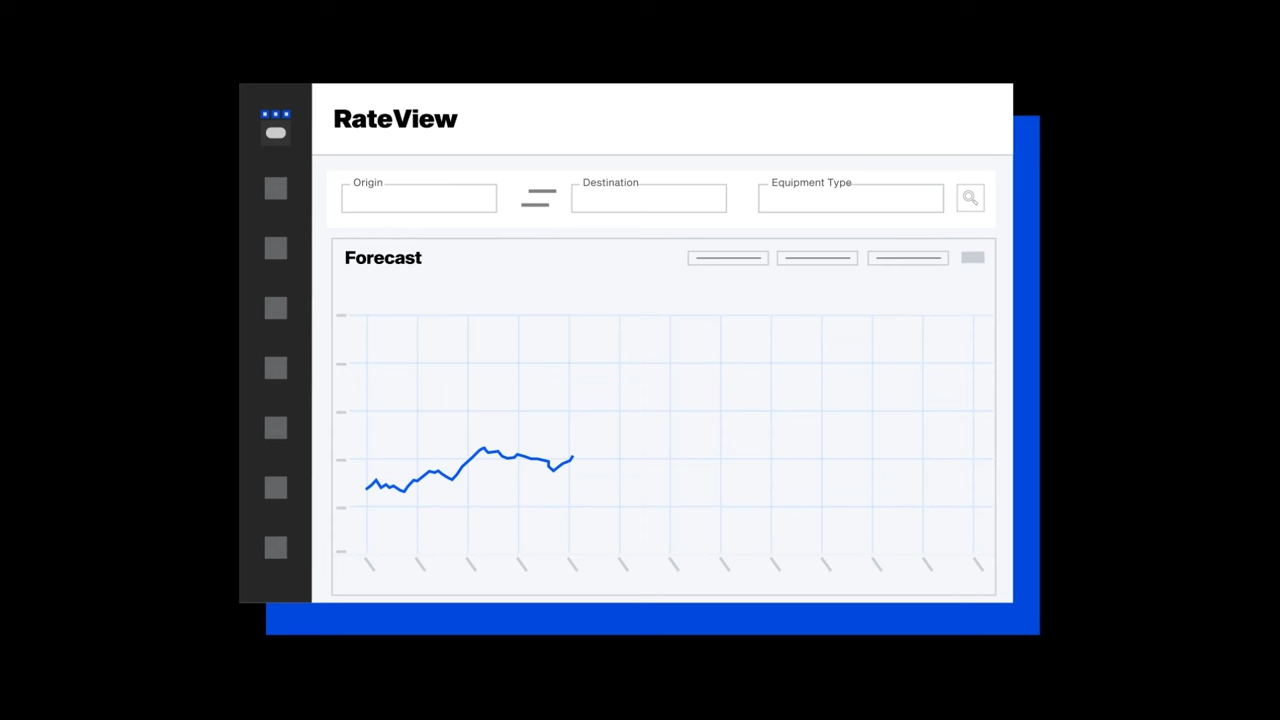 RateView
Origin
Destination
Equipment Type
Forecast